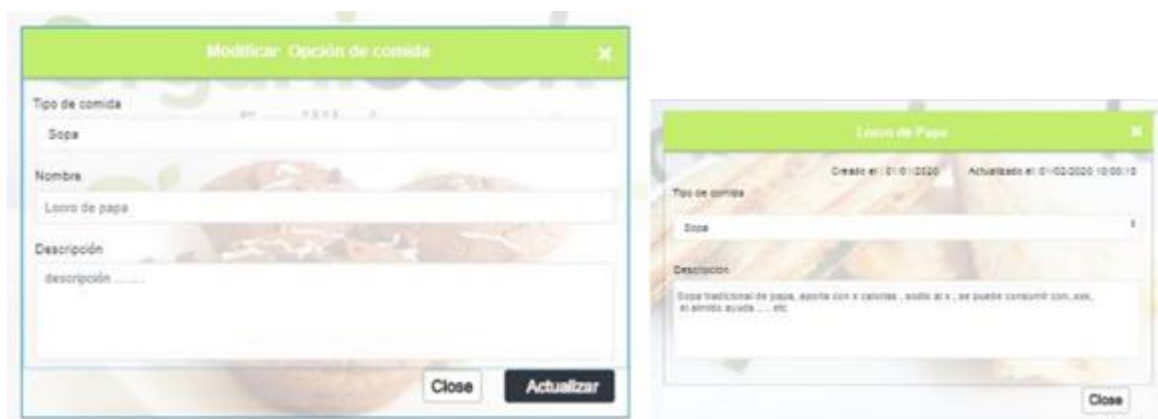 Modificar Opción de comida
Tipo de comida
Sopa
Nombre
Locro de papa
Descripción
descripción ........
Close
Actualizar
Locro de Papa
Creado el : 01/01/2020 Actualizado el: 01/02/2020 10:00:10
Tipo de comida
Sopa
Descripcion
Sopa tradicional de papa, aporta con x calorias , sodio al x , se puede consumir con..xxx,
el almido ayuda ..... etc
Close